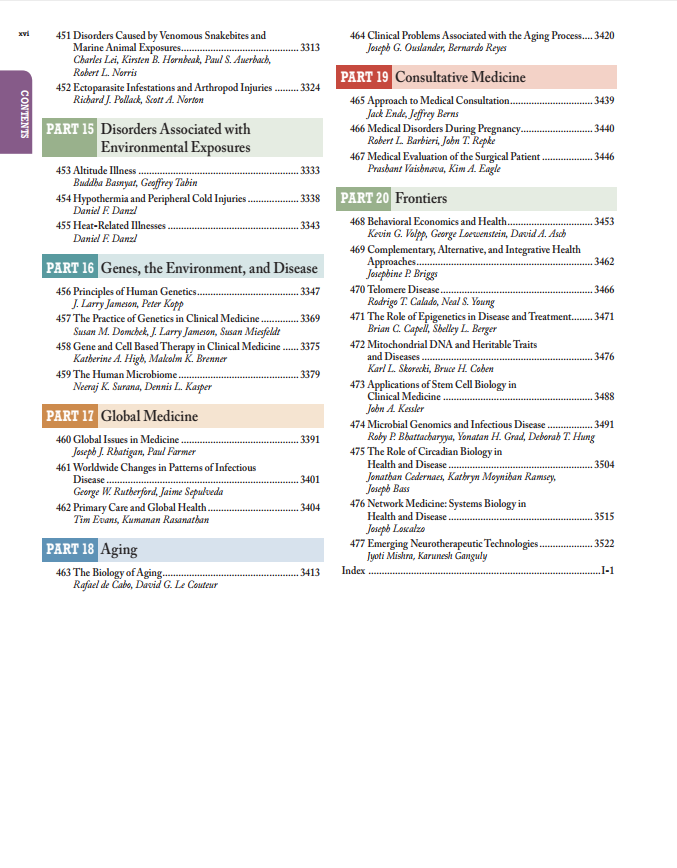 xvi
CONTENTS
451 Disorders Caused by Venomous Snakebites and
Marine Animal Exposures............................................ 3313
Charles Lei, Kirsten B. Hornbeak, Paul S. Auerbach,
Robert L. Norris
452 Ectoparasite Infestations and Arthropod Injuries ......... 3324
Richard J. Pollack, Scott A. Norton
PART 15 Disorders Associated with
Environmental Exposures
453 Altitude Illness ............................................................ 3333
Buddha Basnyat, Geoffrey Tabin
454 Hypothermia and Peripheral Cold Injuries ................... 3338
Daniel F. Danzl
455 Heat-Related Illnesses ................................................. 3343
Daniel F. Danzl
PART 16 Genes, the Environment, and Disease
456 Principles of Human Genetics...................................... 3347
J. Larry Jameson, Peter Kopp
457 The Practice of Genetics in Clinical Medicine .............. 3369
Susan M. Domchek, J. Larry Jameson, Susan Miesfeldt
458 Gene and Cell Based Therapy in Clinical Medicine ...... 3375
Katherine A. High, Malcolm K. Brenner
459 The Human Microbiome ............................................. 3379
Neeraj K. Surana, Dennis L. Kasper
PART 17 Global Medicine
460 Global Issues in Medicine ............................................ 3391
Joseph J. Rhatigan, Paul Farmer
461 Worldwide Changes in Patterns of Infectious
Disease ........................................................................ 3401
George W. Rutherford, Jaime Sepulveda
462 Primary Care and Global Health .................................. 3404
Tim Evans, Kumanan Rasanathan
PART 18 Aging
463 The Biology of Aging................................................... 3413
Rafael de Cabo, David G. Le Couteur
464 Clinical Problems Associated with the Aging Process.... 3420
Joseph G. Ouslander, Bernardo Reyes
PART 19 Consultative Medicine
465 Approach to Medical Consultation............................... 3439
Jack Ende, Jeffrey Berns
466 Medical Disorders During Pregnancy........................... 3440
Robert L. Barbieri, John T. Repke
467 Medical Evaluation of the Surgical Patient ................... 3446
Prashant Vaishnava, Kim A. Eagle
PART 20 Frontiers
468 Behavioral Economics and Health................................ 3453
Kevin G. Volpp, George Loewenstein, David A. Asch
469 Complementary, Alternative, and Integrative Health
Approaches.................................................................. 3462
Josephine P. Briggs
470 Telomere Disease......................................................... 3466
Rodrigo T. Calado, Neal S. Young
471 The Role of Epigenetics in Disease and Treatment........ 3471
Brian C. Capell, Shelley L. Berger
472 Mitochondrial DNA and Heritable Traits
and Diseases ................................................................ 3476
Karl L. Skorecki, Bruce H. Cohen
473 Applications of Stem Cell Biology in
Clinical Medicine ........................................................ 3488
John A. Kessler
474 Microbial Genomics and Infectious Disease ................. 3491
Roby P. Bhattacharyya, Yonatan H. Grad, Deborah T. Hung
475 The Role of Circadian Biology in
Health and Disease ...................................................... 3504
Jonathan Cedernaes, Kathryn Moynihan Ramsey,
Joseph Bass
476 Network Medicine: Systems Biology in
Health and Disease ...................................................... 3515
Joseph Loscalzo
477 Emerging Neurotherapeutic Technologies .................... 3522
Jyoti Mishra, Karunesh Ganguly
Index .......................................................................................I-1